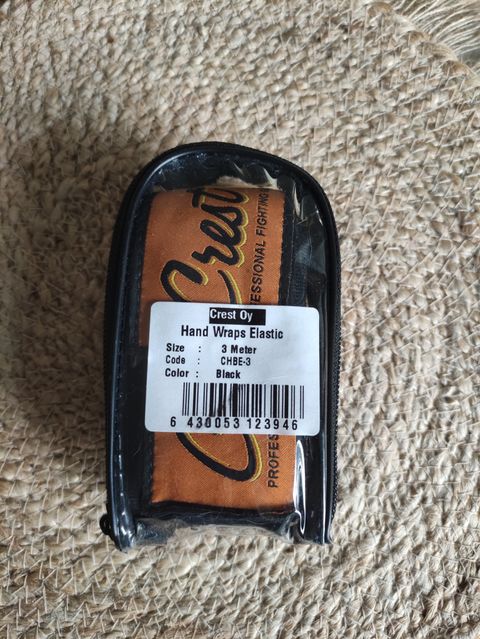 Crest
PROFESSIONAL FIGHTING
Crest Oy
Hand Wraps Elastic
Size : 3 Meter
Code : CHBE-3
Color : Black
6 430053 123946